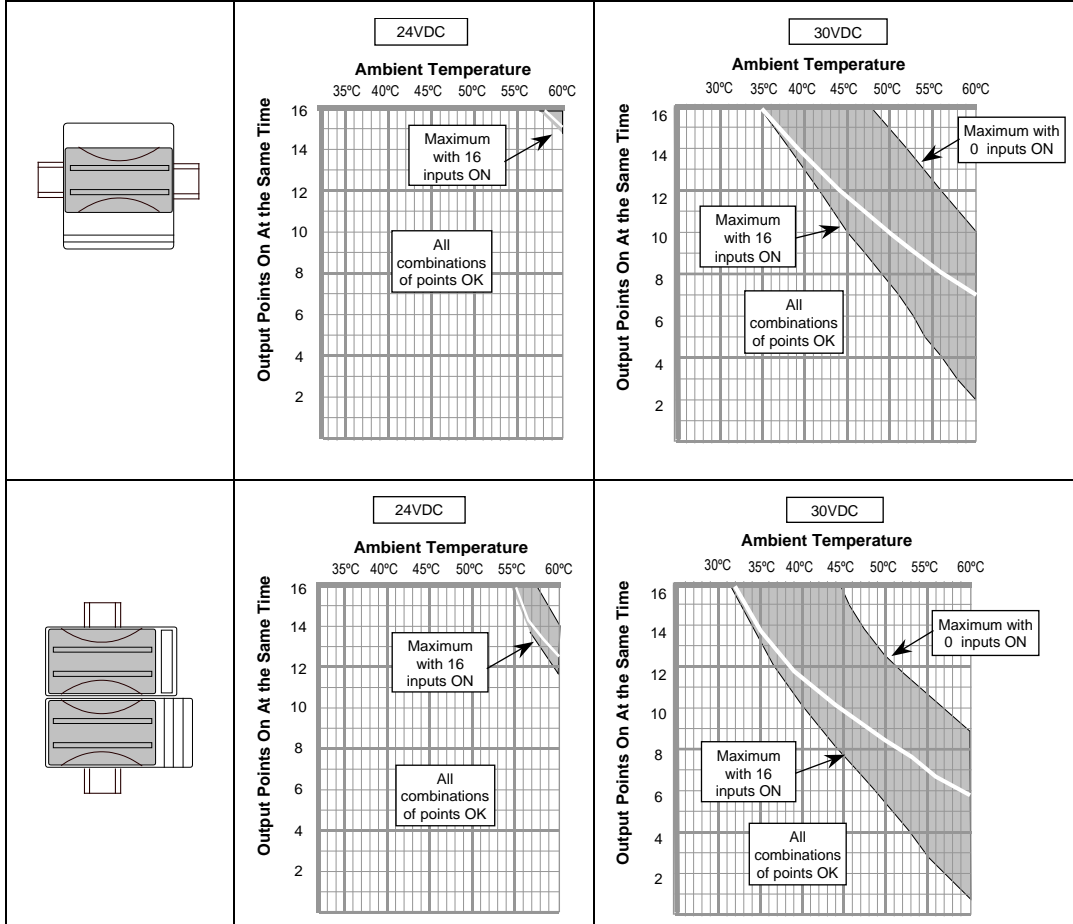 24VDC
Ambient Temperature
35ºC 40ºC 45ºC 50ºC 55ºC 60ºC
Output Points On At the Same Time
16
14
12
10
8
6
4
2
Maximum
with 16
inputs ON
All
combinations
of points OK
30VDC
Ambient Temperature
30ºC 35ºC 40ºC 45ºC 50ºC 55ºC 60ºC
Output Points On At the Same Time
16
14
12
10
8
6
4
2
Maximum with
0 inputs ON
Maximum
with 16
inputs ON
All
combinations
of points OK
24VDC
Ambient Temperature
35ºC 40ºC 45ºC 50ºC 55ºC 60ºC
Output Points On At the Same Time
16
14
12
10
8
6
4
2
Maximum
with 16
inputs ON
All
combinations
of points OK
30VDC
Ambient Temperature
30ºC 35ºC 40ºC 45ºC 50ºC 55ºC 60ºC
Output Points On At the Same Time
16
14
12
10
8
6
4
2
Maximum with
0 inputs ON
Maximum
with 16
inputs ON
All
combinations
of points OK